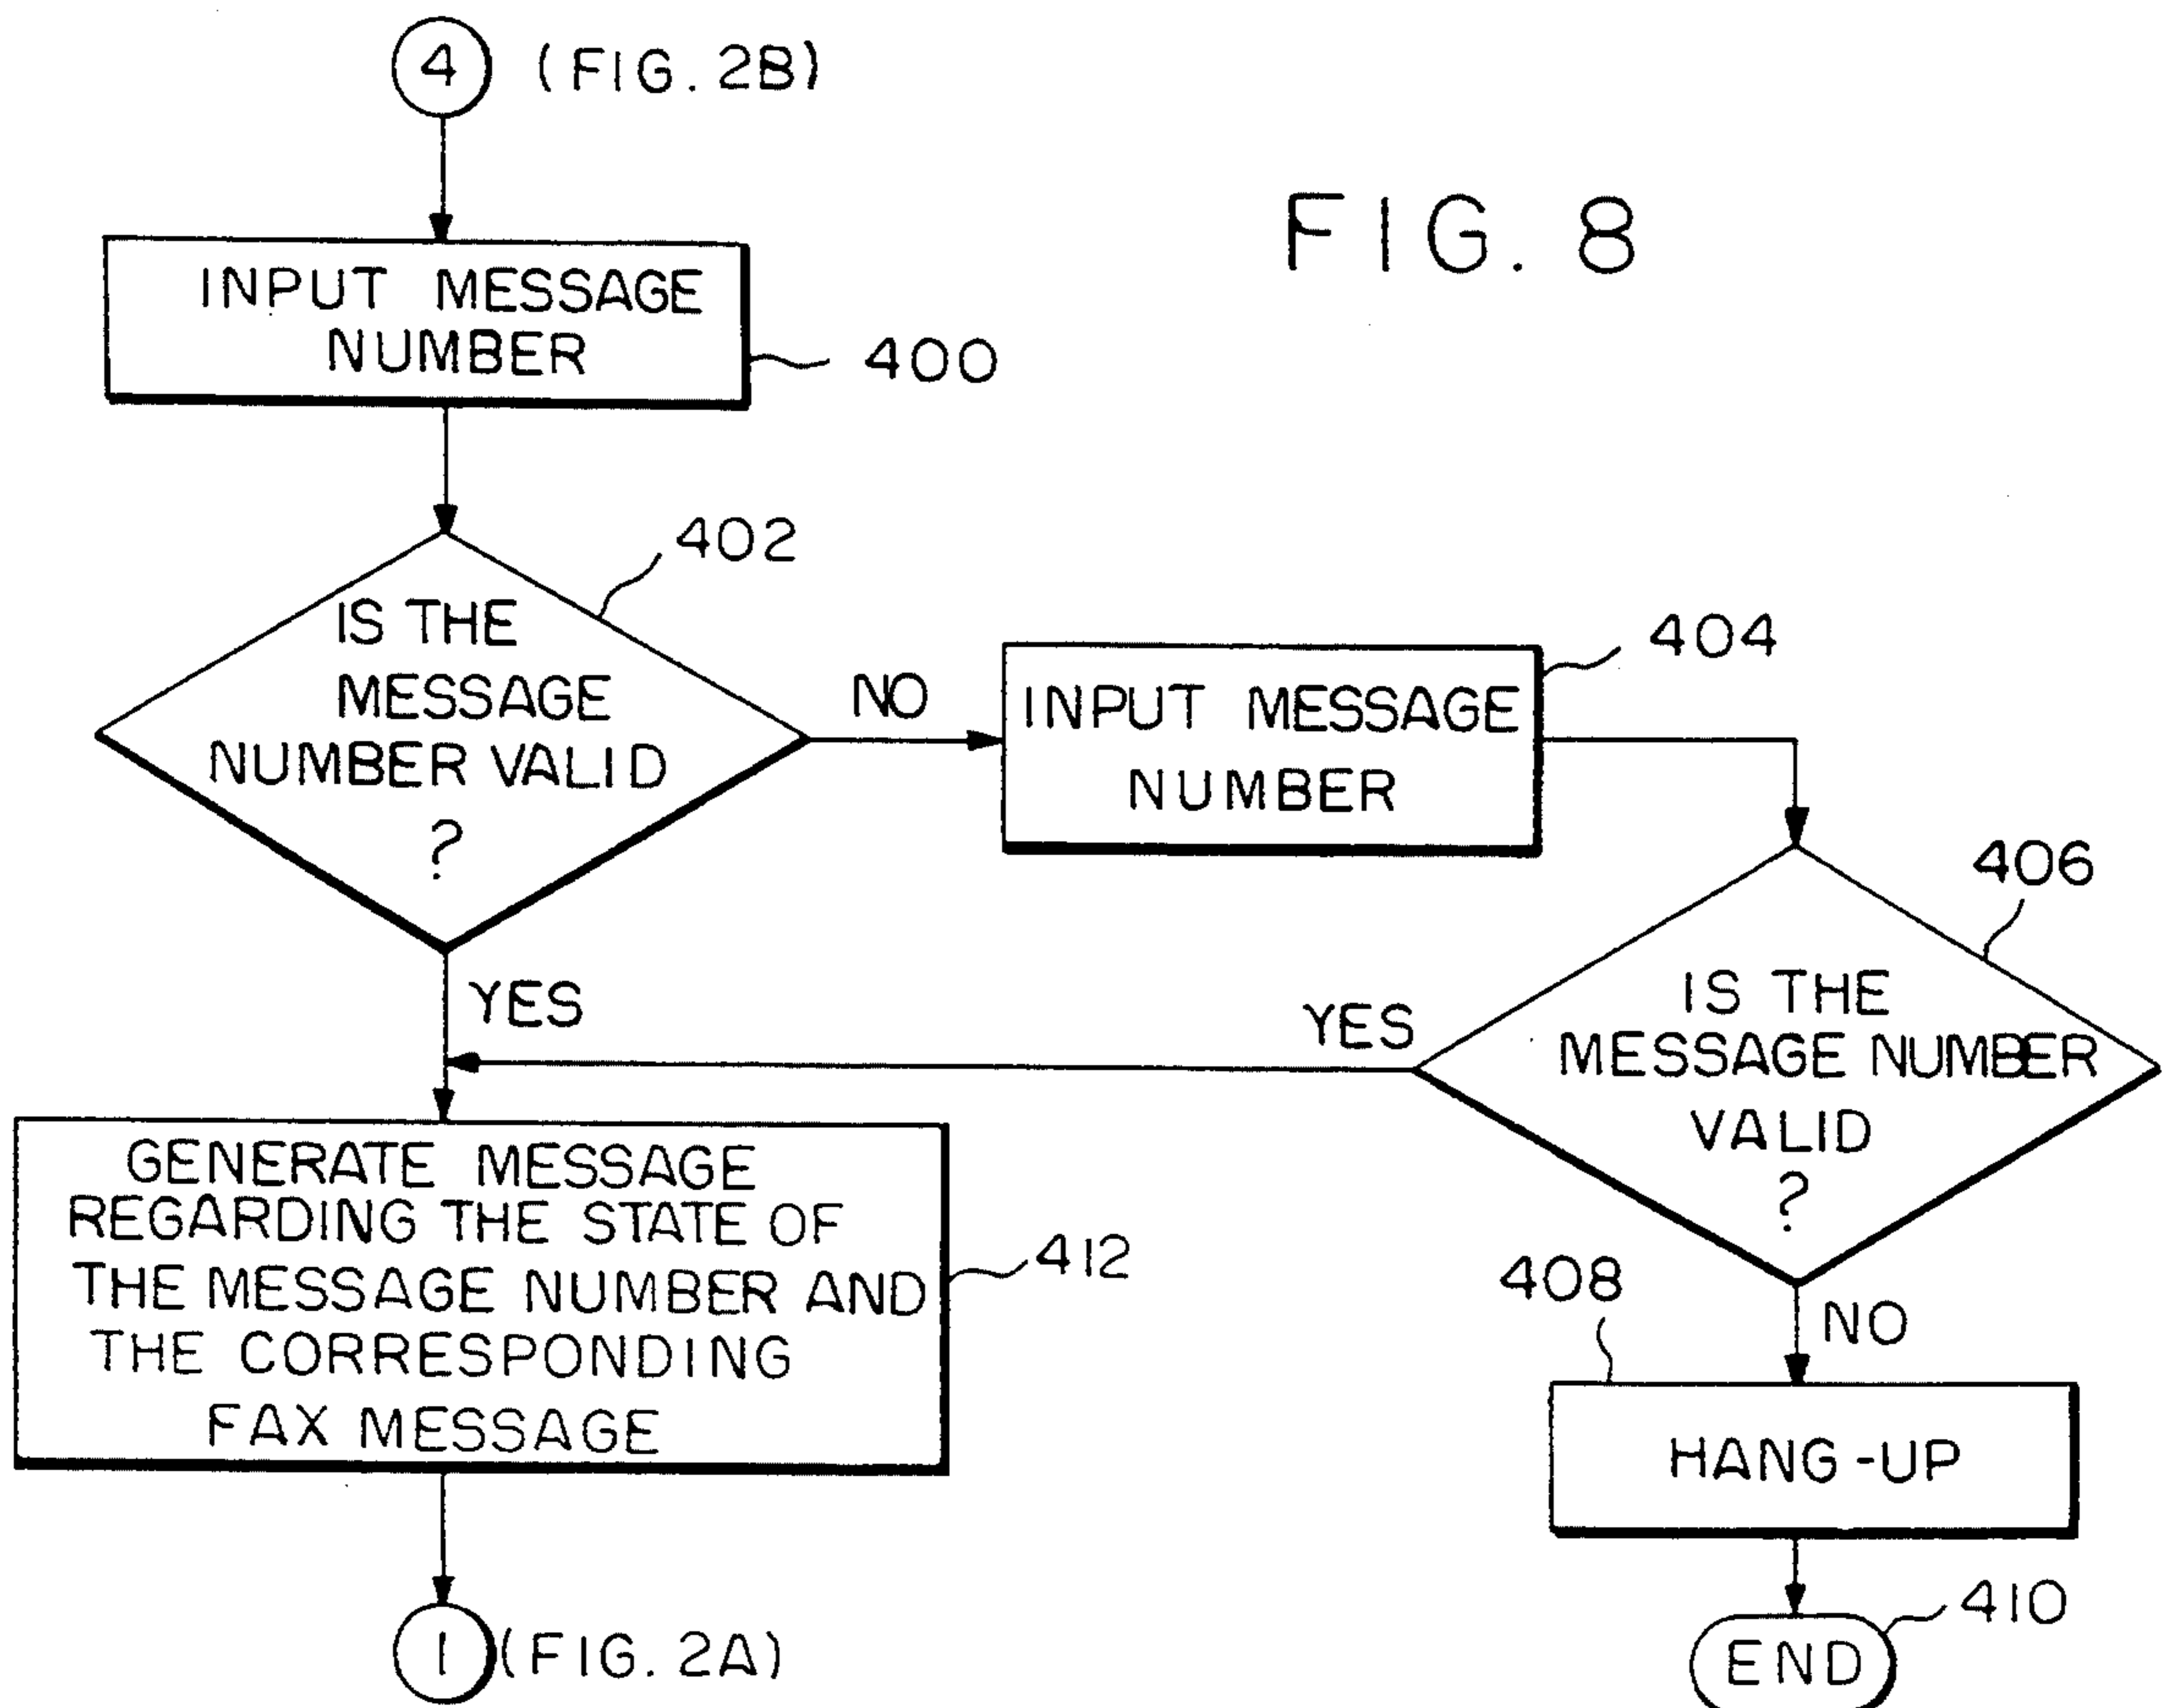 4 (FIG. 2B)
FIG. 8
INPUT MESSAGE
NUMBER
400
402
IS THE
MESSAGE
NUMBER VALID
?
NO
404
INPUT MESSAGE
NUMBER
406
IS THE
MESSAGE NUMBER
VALID
?
YES
YES
GENERATE MESSAGE
REGARDING THE STATE OF
THE MESSAGE NUMBER AND
THE CORRESPONDING
FAX MESSAGE
412
408
NO
HANG-UP
410
END
1 (FIG. 2A)